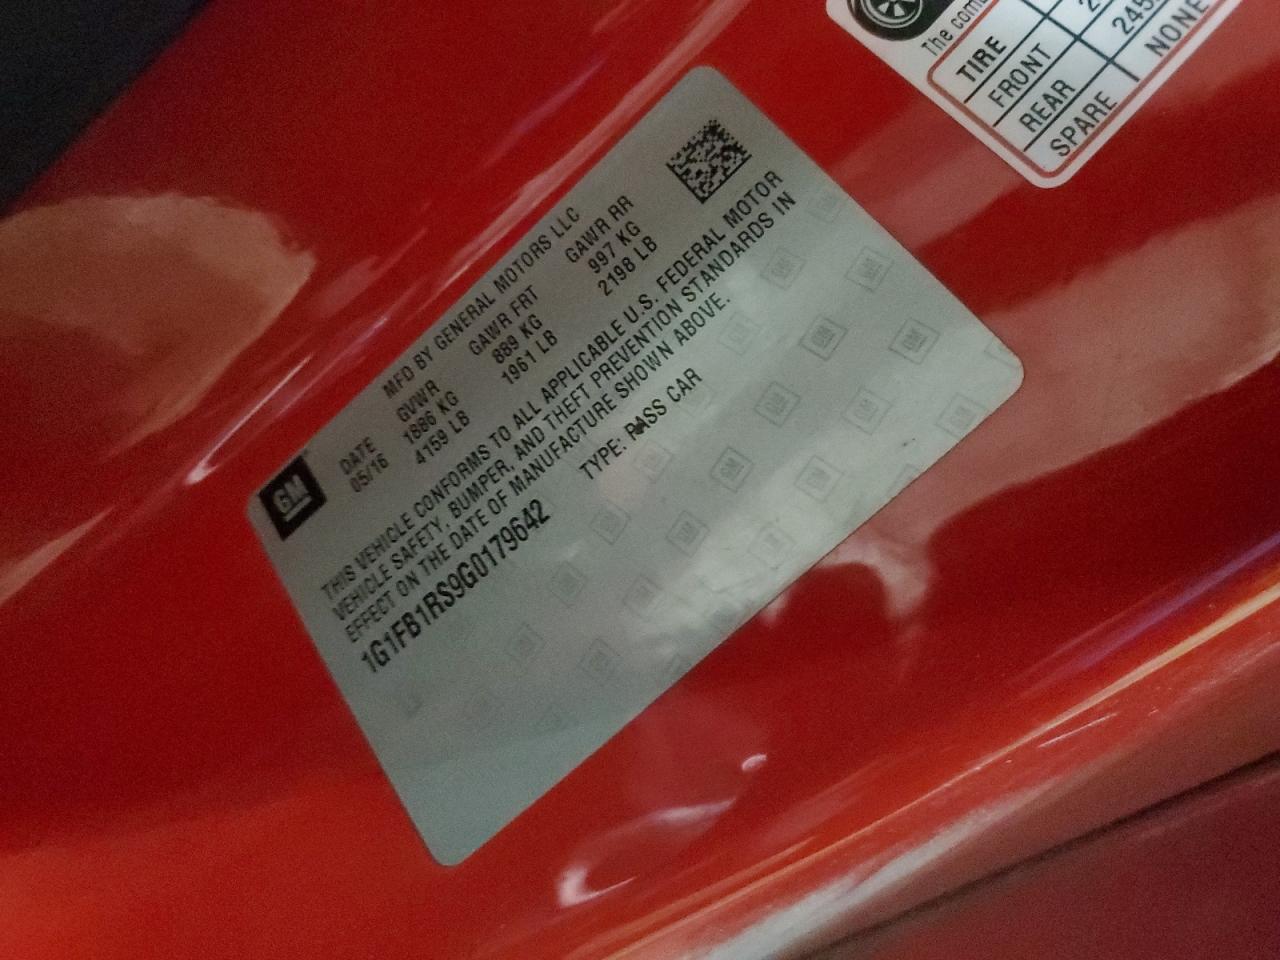 GM
MFD BY GENERAL MOTORS LLC
DATE GVWR GAWR FRT GAWR RR
05/16 1886 KG 889 KG 997 KG
4159 LB 1961 LB 2198 LB
THIS VEHICLE CONFORMS TO ALL APPLICABLE U.S. FEDERAL MOTOR
VEHICLE SAFETY, BUMPER, AND THEFT PREVENTION STANDARDS IN
EFFECT ON THE DATE OF MANUFACTURE SHOWN ABOVE.
1G1FB1RS9G0179642 TYPE: PASS CAR
The
TIRE
FRONT
REAR
SPARE NONE